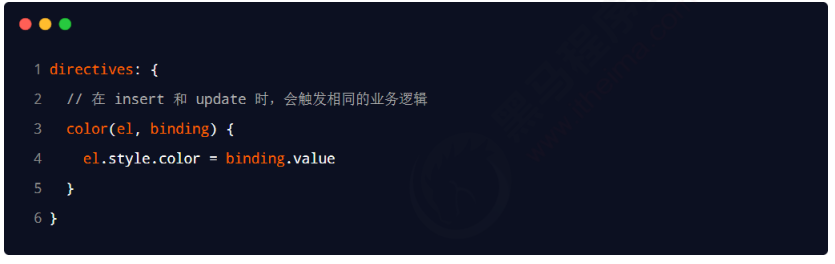 1 directives: {
2 // 在 insert 和 update 时，会触发相同的业务逻辑
3 color(el, binding) {
4 el.style.color = binding.value
5 }
6 }